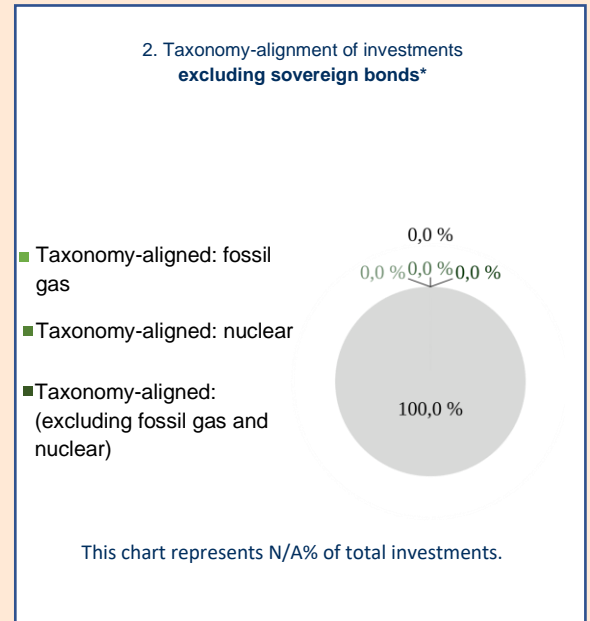 2. Taxonomy-alignment of investments
excluding sovereign bonds*
0,0 %
0,0 % 0,0 % 0,0 %
Taxonomy-aligned: fossil
gas
Taxonomy-aligned: nuclear
Taxonomy-aligned:
(excluding fossil gas and
nuclear)
100,0 %
This chart represents N/A% of total investments.